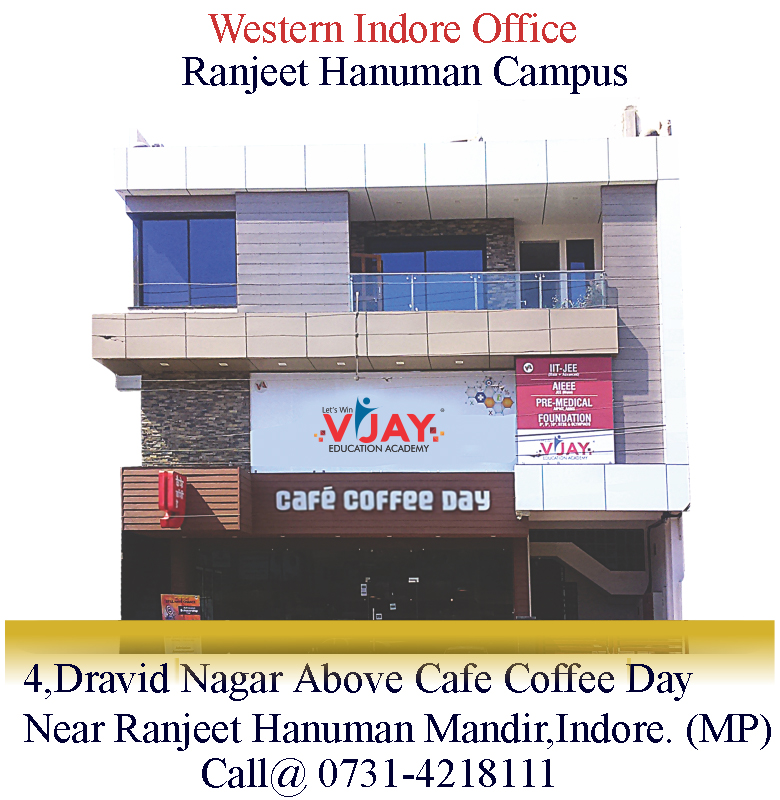 Western Indore Office
Ranjeet Hanuman Campus
IIT-JEE
AIEEE
PRE-MEDICAL
FOUNDATION
VIJAY
EDUCATION ACADEMY
Let's Win
VIJAY
EDUCATION ACADEMY
Café Coffee Day
4,Dravid Nagar Above Cafe Coffee Day
Near Ranjeet Hanuman Mandir,Indore. (MP)
Call@ 0731-4218111